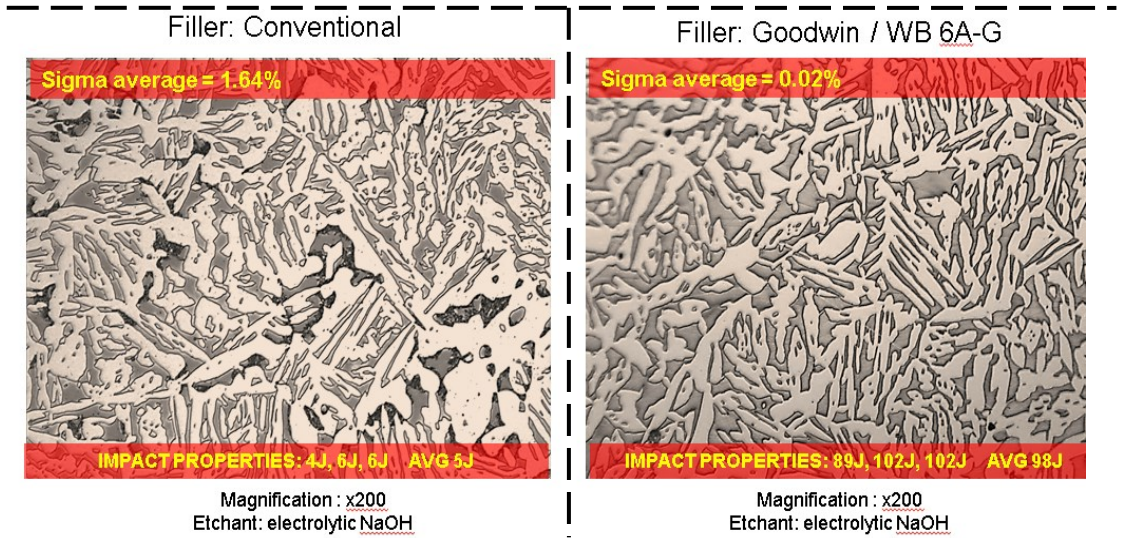 Filler: Conventional
Sigma average = 1.64%
IMPACT PROPERTIES: 4J, 6J, 6J AVG 5J
Magnification : x200
Etchant: electrolytic NaOH
Filler: Goodwin / WB 6A-G
Sigma average = 0.02%
IMPACT PROPERTIES: 89J, 102J, 102J AVG 98J
Magnification : x200
Etchant: electrolytic NaOH